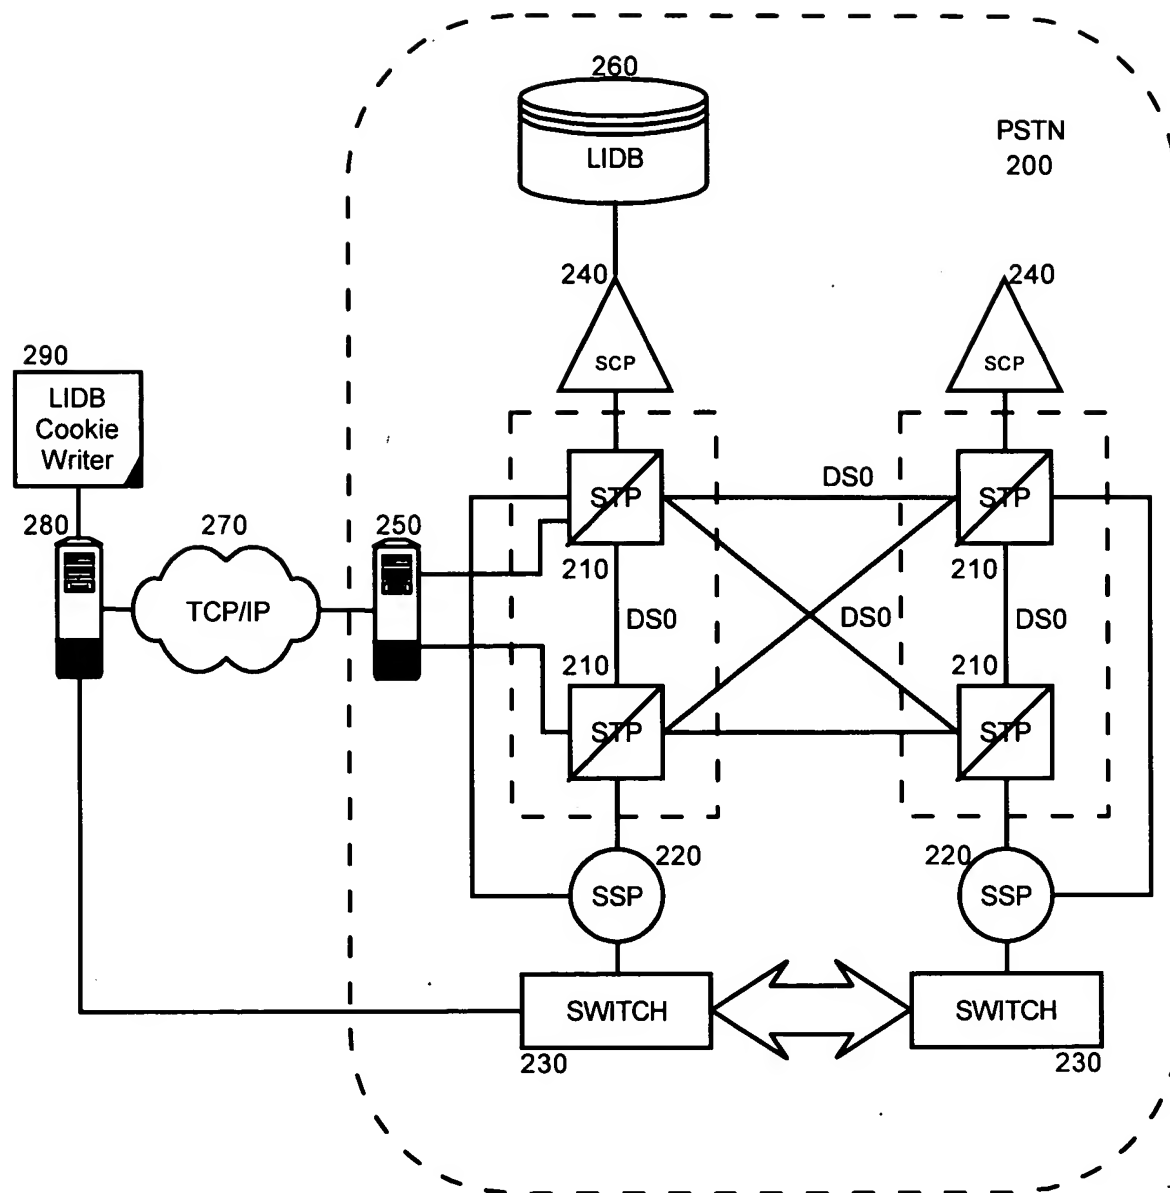 260
LIDB
PSTN
200
240
240
SCP
SCP
290
LIDB
Cookie
Writer
280
270
250
TCP/IP
STP
DS0
STP
210
210
DS0
DS0
DS0
210
210
STP
STP
220
220
SSP
SSP
SWITCH
SWITCH
230
230